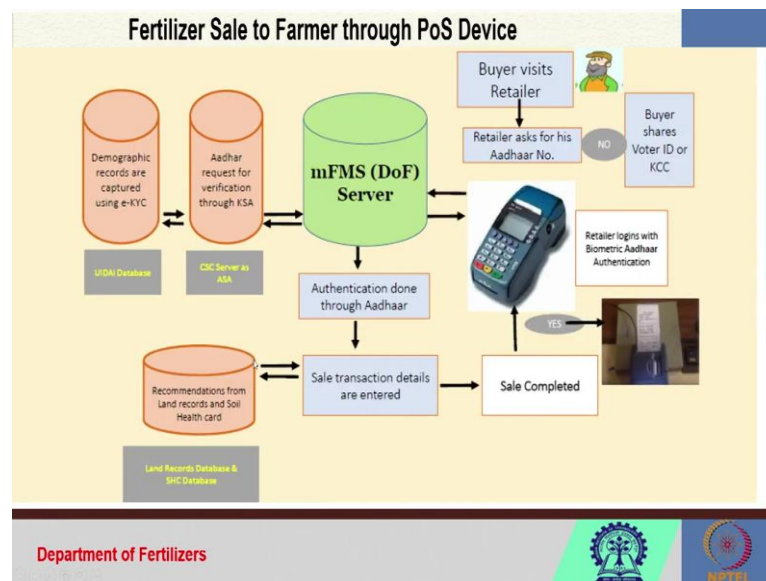 Fertilizer Sale to Farmer through PoS Device
Buyer visits
Retailer
Retailer asks for his
Aadhaar No.
NO
Buyer
shares
Voter ID or
KCC
Demographic
records are
captured
using e-KYC
Aadhar
request for
verification
through KSA
mFMS (DoF)
Server
UIDAI Database
CSC Server as
ASA
Retailer logins with
Biometric Aadhaar
Authentication
Authentication done
through Aadhaar
YES
Recommendations from
Land records and Soil
Health card
Sale transaction details
are entered
Sale Completed
Land Records Database &
SHC Database
Department of Fertilizers
NPTEL